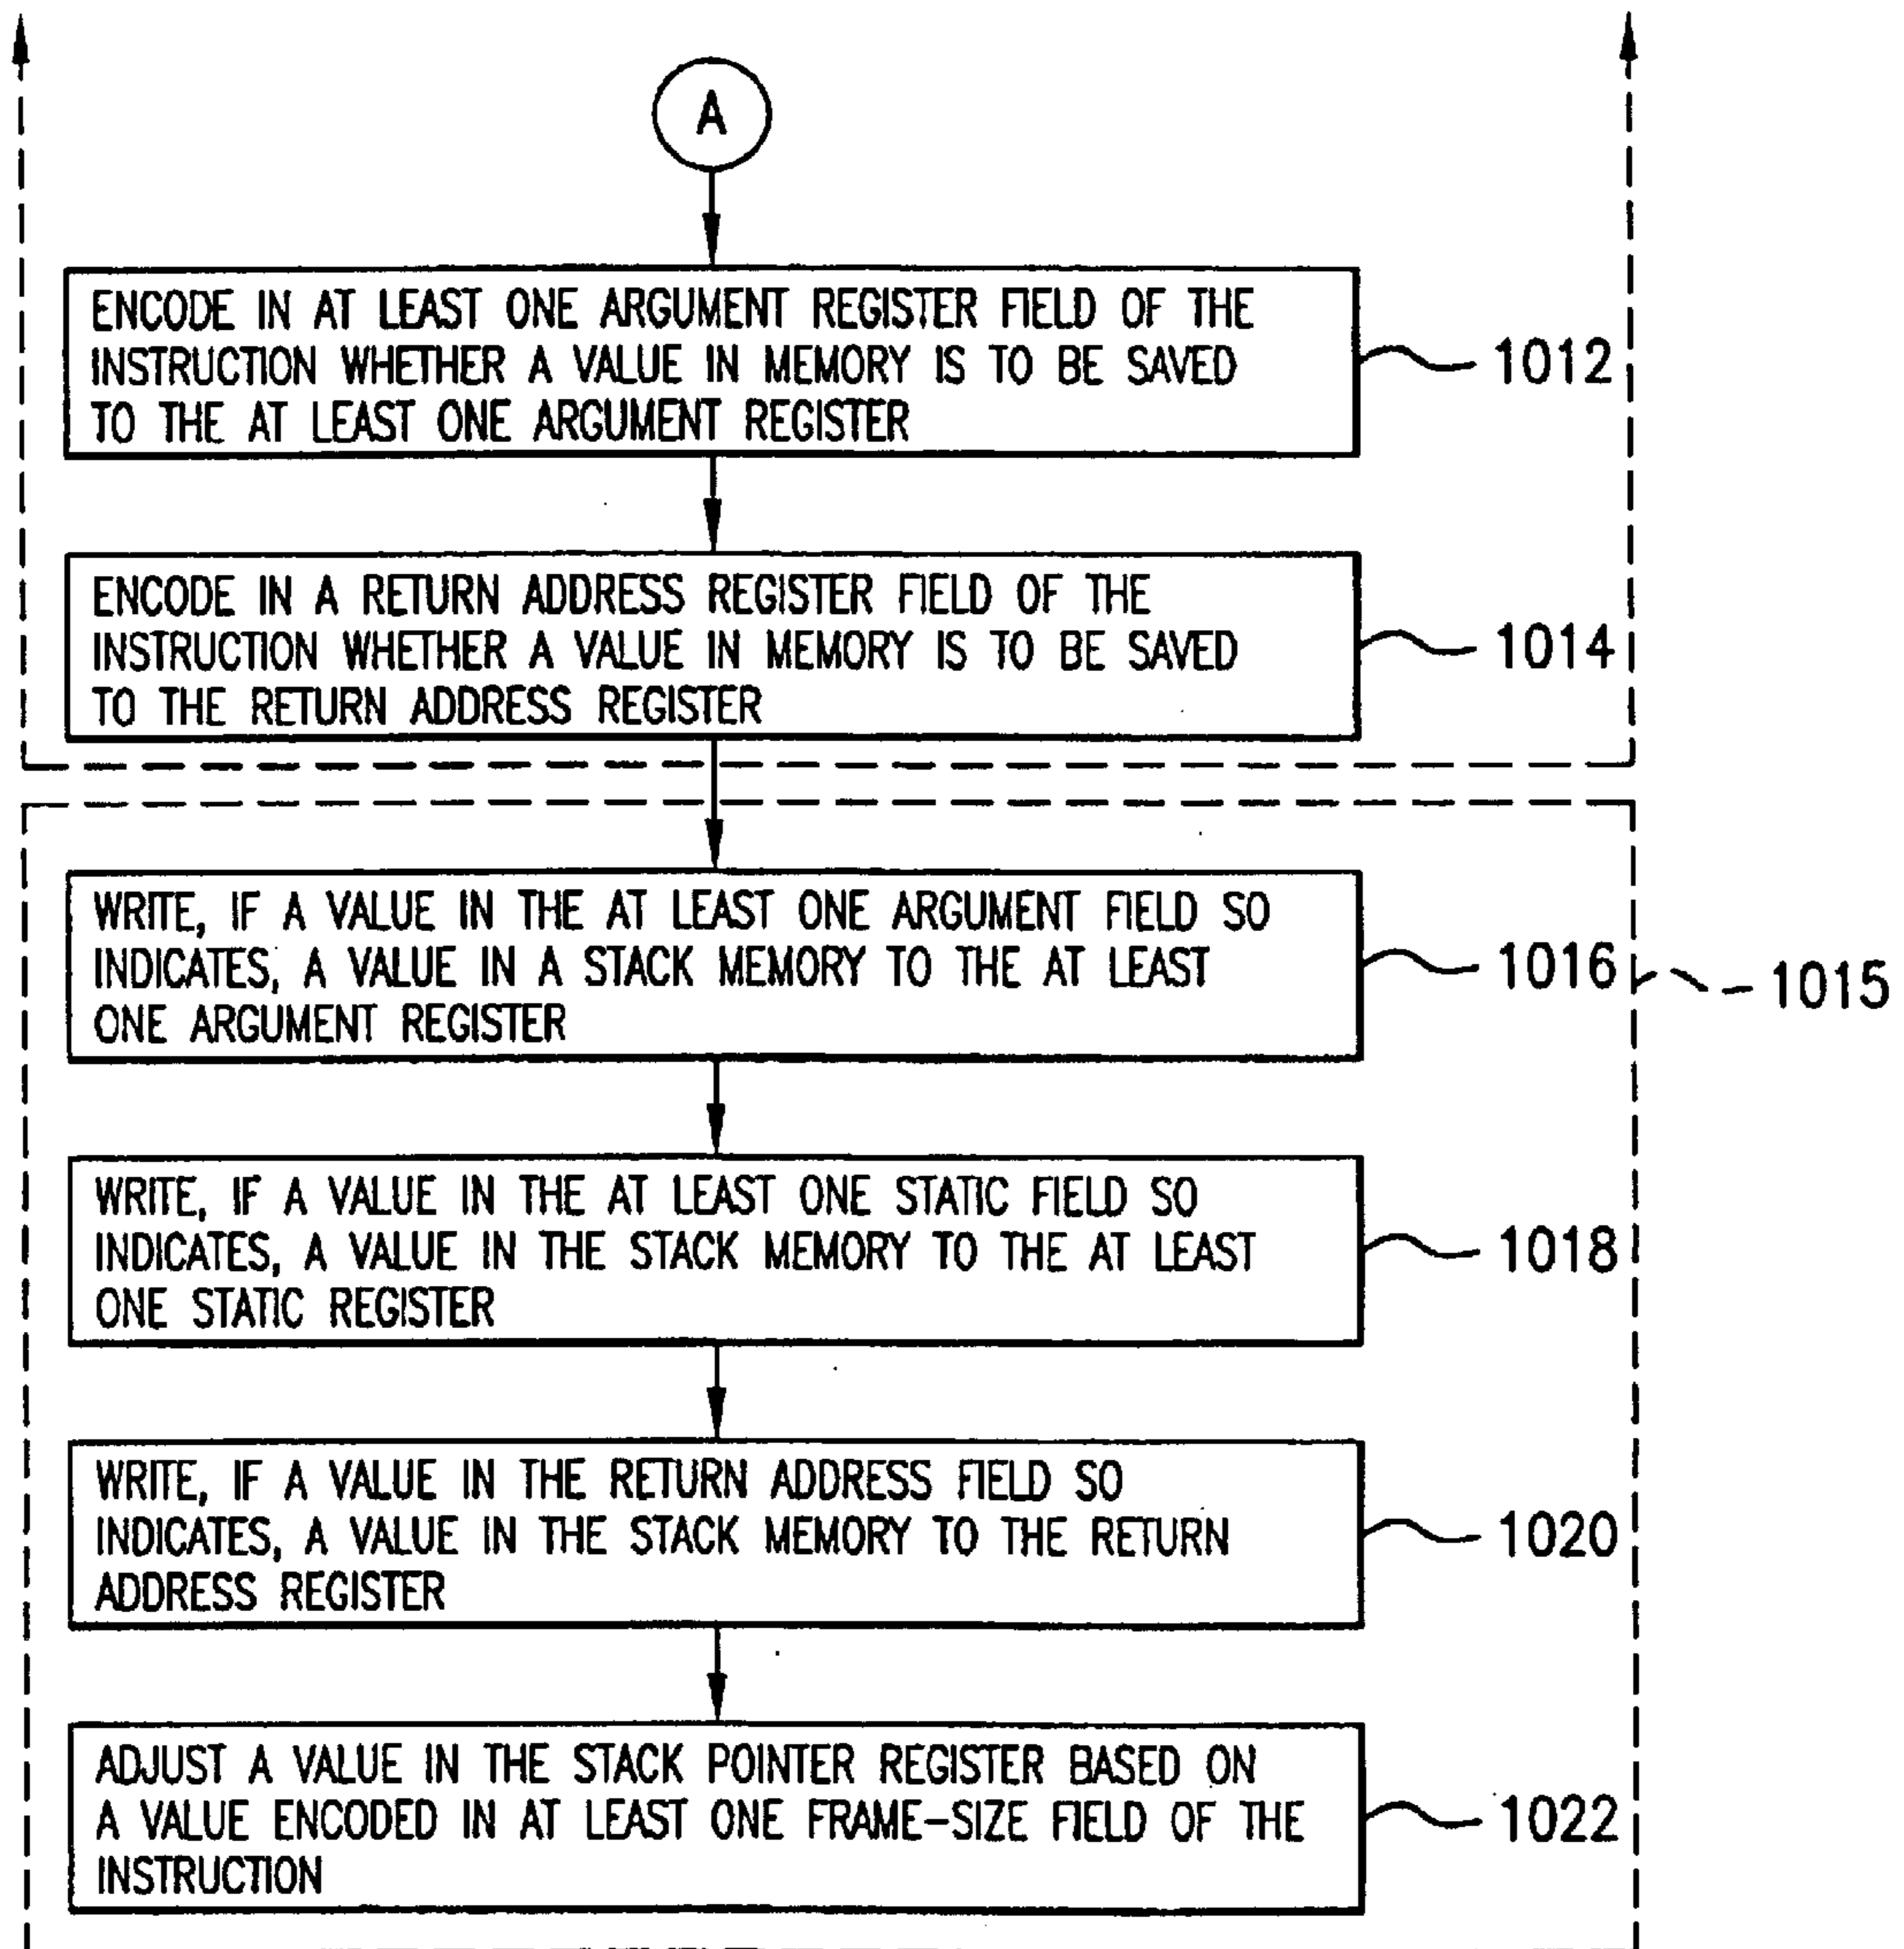 A
ENCODE IN AT LEAST ONE ARGUMENT REGISTER FIELD OF THE
INSTRUCTION WHETHER A VALUE IN MEMORY IS TO BE SAVED
TO THE AT LEAST ONE ARGUMENT REGISTER
1012
ENCODE IN A RETURN ADDRESS REGISTER FIELD OF THE
INSTRUCTION WHETHER A VALUE IN MEMORY IS TO BE SAVED
TO THE RETURN ADDRESS REGISTER
1014
WRITE, IF A VALUE IN THE AT LEAST ONE ARGUMENT FIELD SO
INDICATES, A VALUE IN A STACK MEMORY TO THE AT LEAST
ONE ARGUMENT REGISTER
1016
1015
WRITE, IF A VALUE IN THE AT LEAST ONE STATIC FIELD SO
INDICATES, A VALUE IN THE STACK MEMORY TO THE AT LEAST
ONE STATIC REGISTER
1018
WRITE, IF A VALUE IN THE RETURN ADDRESS FIELD SO
INDICATES, A VALUE IN THE STACK MEMORY TO THE RETURN
ADDRESS REGISTER
1020
ADJUST A VALUE IN THE STACK POINTER REGISTER BASED ON
A VALUE ENCODED IN AT LEAST ONE FRAME-SIZE FIELD OF THE
INSTRUCTION
1022